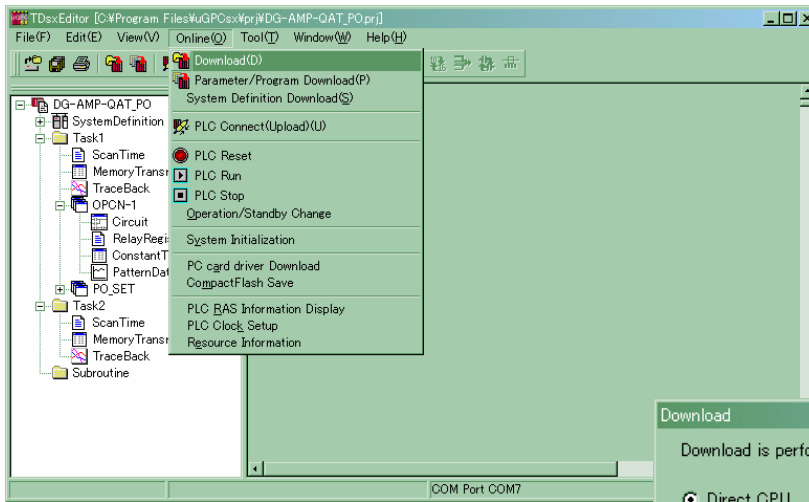 TDsxEditor [C:¥Program Files¥uGPCsx¥prj¥DG-AMP-QAT_PO.prj]
File(F) Edit(E) View(V) Online(O) Tool(T) Window(W) Help(H)
Download(D)
Parameter/Program Download(P)
System Definition Download(S)
PLC Connect(Upload)(U)
PLC Reset
PLC Run
PLC Stop
Operation/Standby Change
System Initialization
PC card driver Download
CompactFlash Save
PLC RAS Information Display
PLC Clock Setup
Resource Information
DG-AMP-QAT_PO
SystemDefinition
Task1
ScanTime
MemoryTransr
TraceBack
OPCN-1
Circuit
RelayRegi
ConstantT
PatternDat
PO_SET
Task2
ScanTime
MemoryTransr
TraceBack
Subroutine
Download
Download is perfo
Direct CPU
COM Port COM7